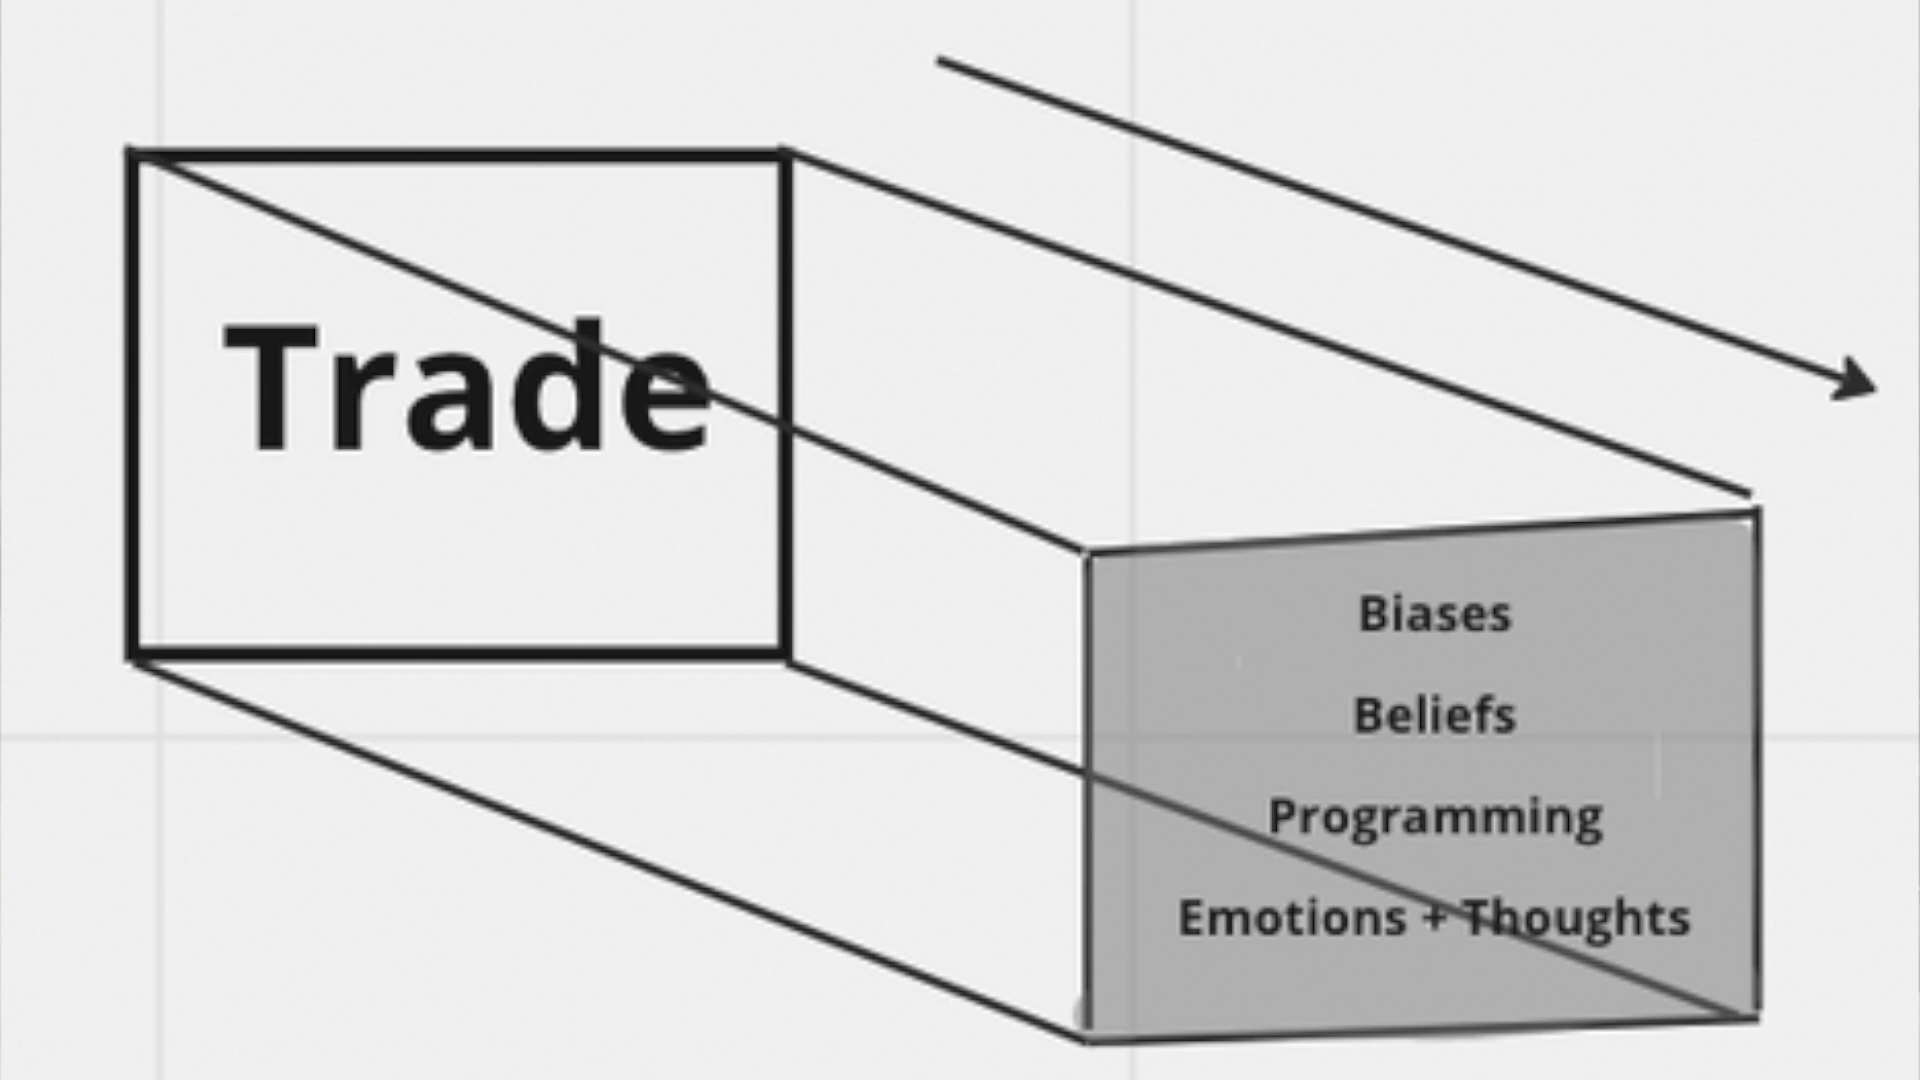 Trade
Biases
Beliefs
Programming
Emotions + Thoughts